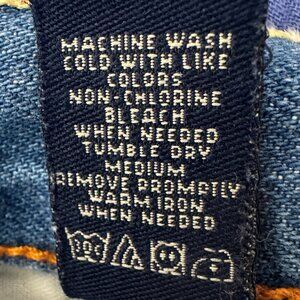 MACHINE WASH
COLD WITH LIKE
COLORS
NON-CHLORINE
BLEACH
WHEN NEEDED
TUMBLE DRY
MEDIUM
REMOVE PROMPTLY
WARM IRON
WHEN NEEDED